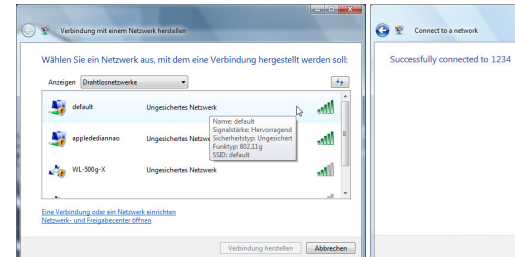 Verbindung mit einem Netzwerk herstellen
Wählen Sie ein Netzwerk aus, mit dem eine Verbindung hergestellt werden soll:
Anzeigen Drahtlosnetzwerke
default Ungesichertes Netzwerk
Name: default
Signalstärke: Hervorragend
appledediannao Ungesichertes Netzwe
Sicherheitstyp: Ungesichert
Funktyp: 802.11g
SSID: default
WL-500g-X Ungesichertes Netzwerk
Eine Verbindung oder ein Netzwerk einrichten
Netzwerk- und Freigabecenter öffnen
Verbindung herstellen Abbrechen
Connect to a network
Successfully connected to 1234